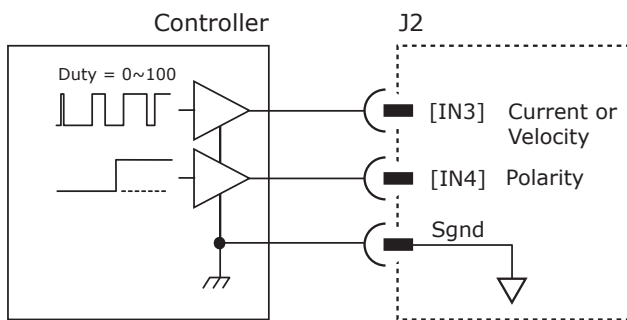 Controller
J2
Duty = 0~100
[IN3] Current or
Velocity
[IN4] Polarity
Sgnd